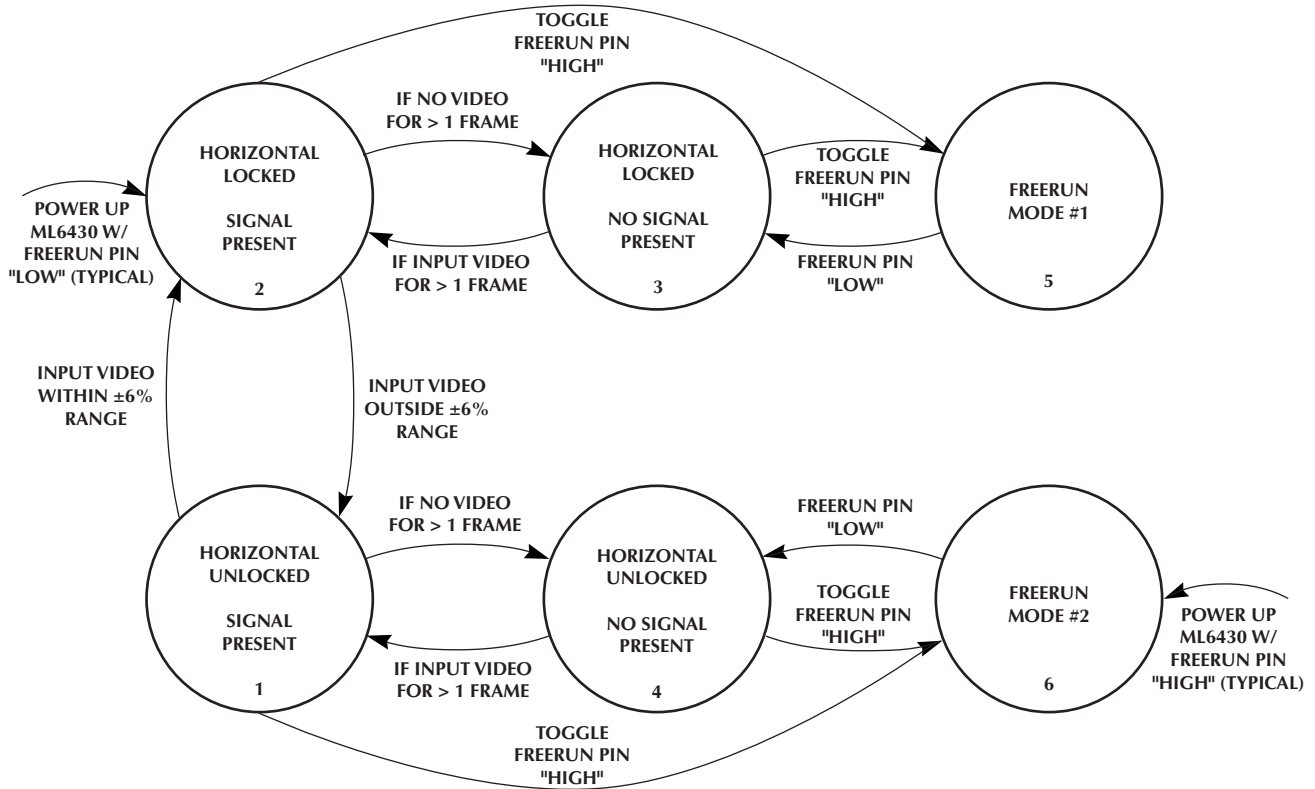 TOGGLE
FREERUN PIN
"HIGH"
IF NO VIDEO
FOR > 1 FRAME
HORIZONTAL
LOCKED
SIGNAL
PRESENT
2
HORIZONTAL
LOCKED
NO SIGNAL
PRESENT
3
TOGGLE
FREERUN PIN
"HIGH"
FREERUN
MODE #1
5
POWER UP
ML6430 W/
FREERUN PIN
"LOW" (TYPICAL)
IF INPUT VIDEO
FOR > 1 FRAME
FREERUN PIN
"LOW"
INPUT VIDEO
WITHIN ±6%
RANGE
INPUT VIDEO
OUTSIDE ±6%
RANGE
IF NO VIDEO
FOR > 1 FRAME
FREERUN PIN
"LOW"
HORIZONTAL
UNLOCKED
SIGNAL
PRESENT
1
HORIZONTAL
UNLOCKED
NO SIGNAL
PRESENT
4
TOGGLE
FREERUN PIN
"HIGH"
FREERUN
MODE #2
6
POWER UP
ML6430 W/
FREERUN PIN
"HIGH" (TYPICAL)
IF INPUT VIDEO
FOR > 1 FRAME
TOGGLE
FREERUN PIN
"HIGH"